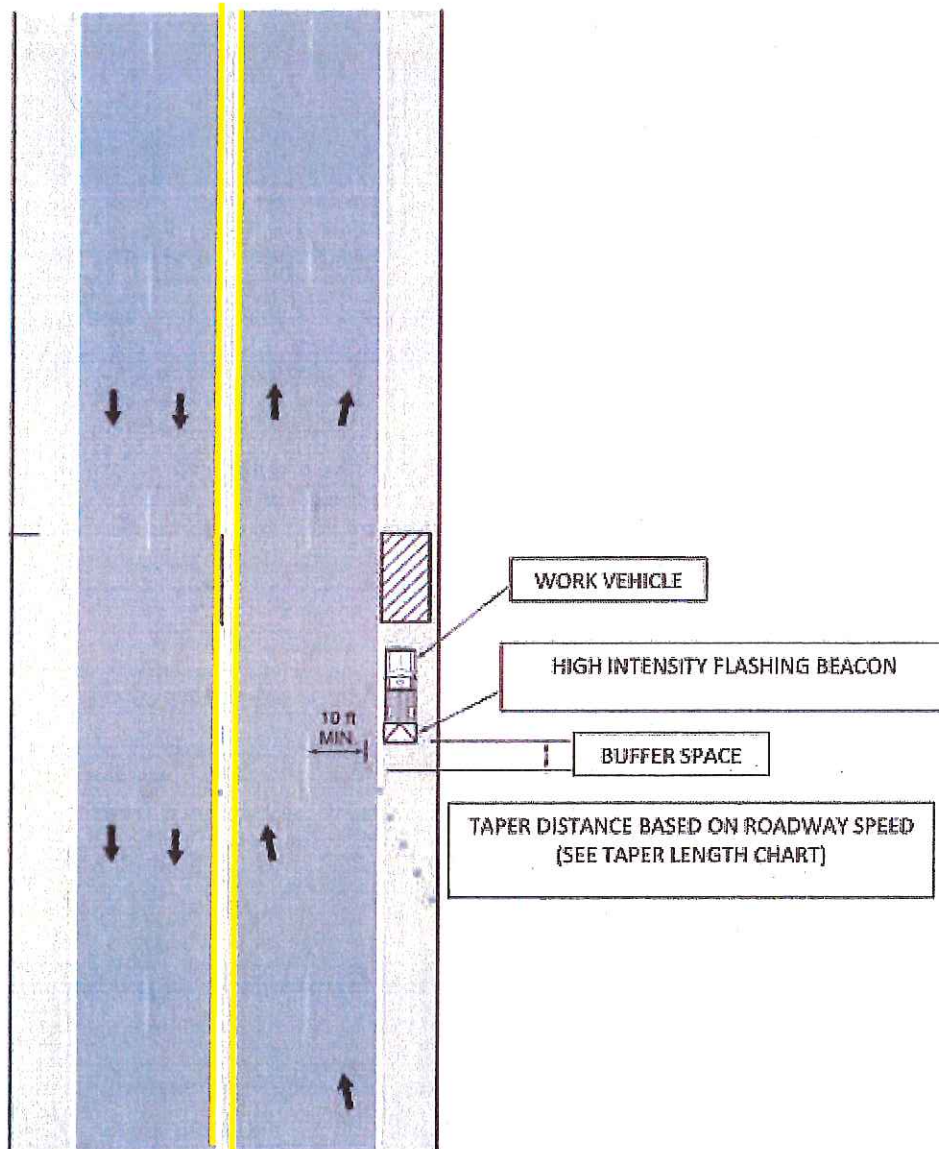 WORK VEHICLE
HIGH INTENSITY FLASHING BEACON
10 ft
MIN.
BUFFER SPACE
TAPER DISTANCE BASED ON ROADWAY SPEED
(SEE TAPER LENGTH CHART)